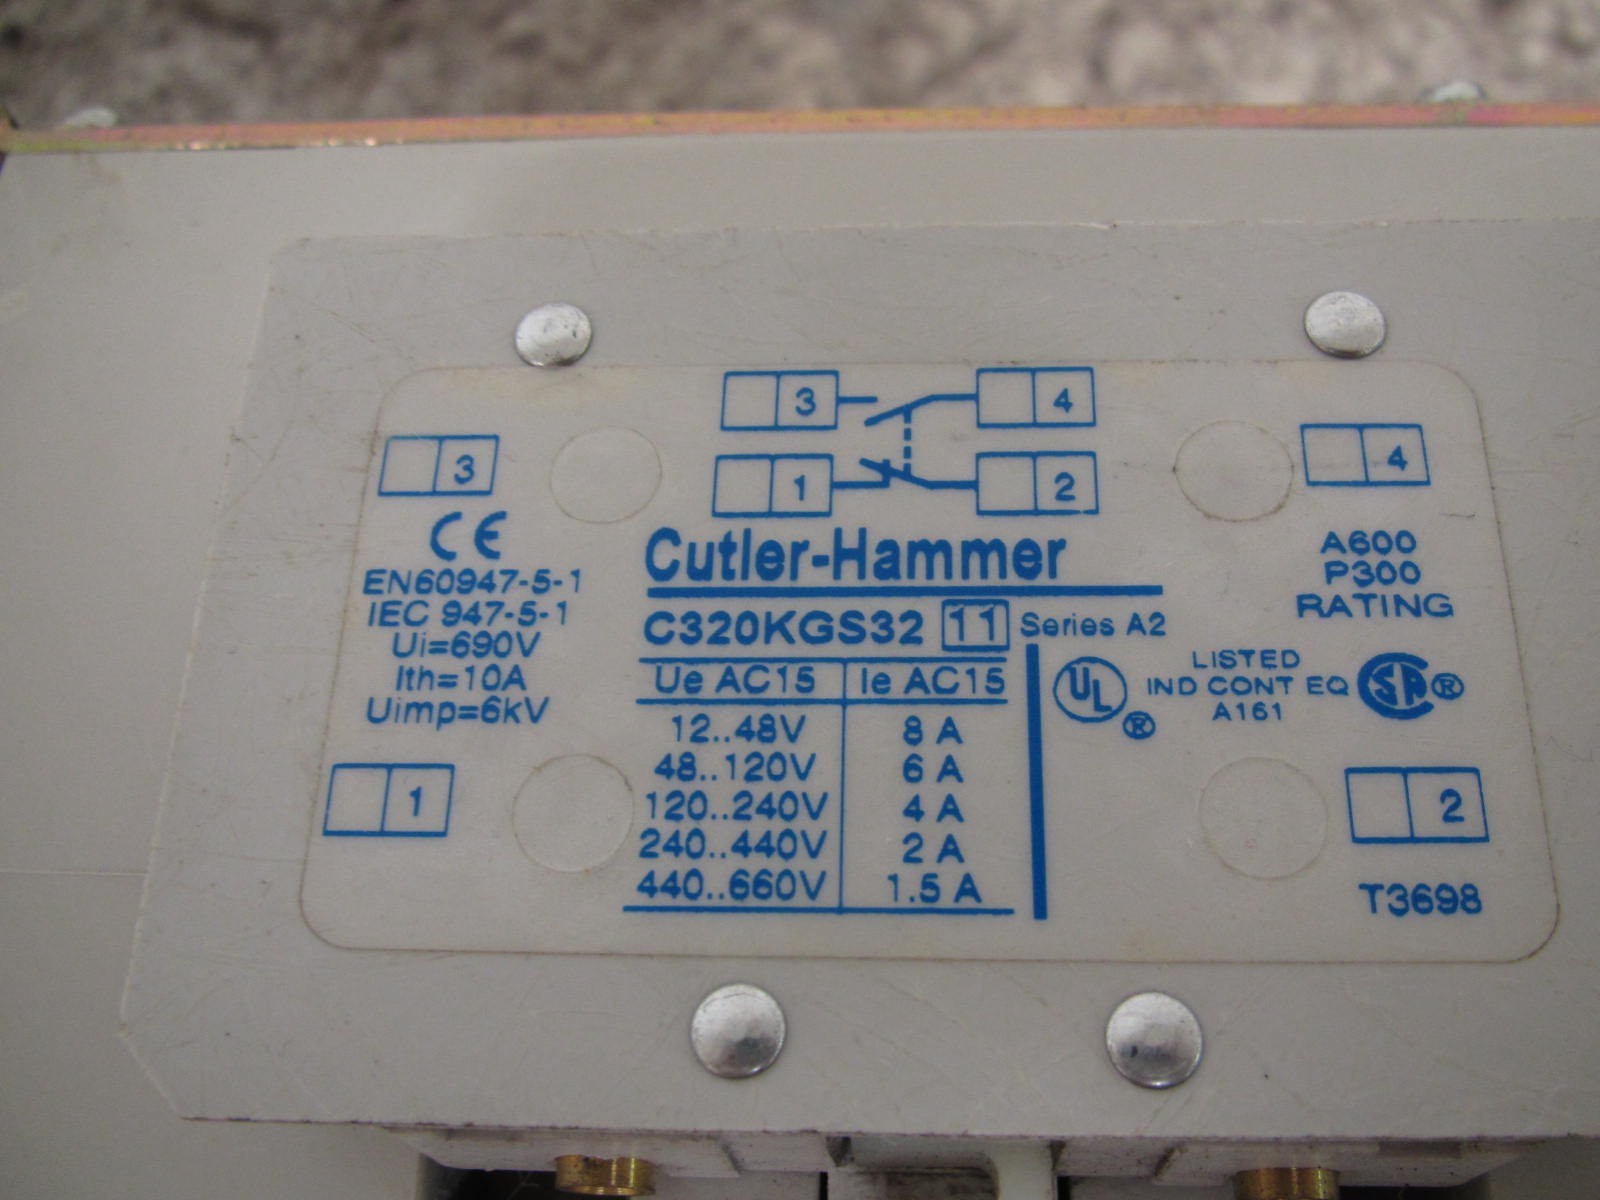 3 4
1 2
3
CE
EN60947-5-1
IEC 947-5-1
Ui=690V
Ith=10A
Uimp=6kV
1
Cutler-Hammer
C320KGS32 11 Series A2
Ue AC15 Ie AC15
12..48V 8 A
48..120V 6 A
120..240V 4 A
240..440V 2 A
440..660V 1.5 A
4
A600
P300
RATING
UL ® LISTED
IND CONT EQ
A161
SA ®
2
T3698